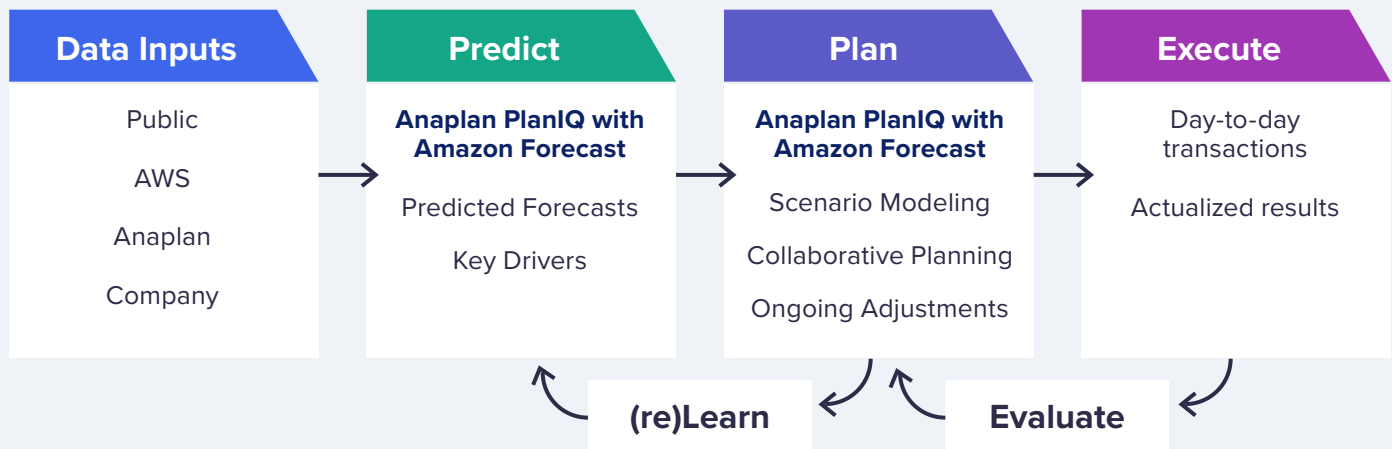 Data Inputs
Public
AWS
Anaplan
Company
Predict
Anaplan PlanIQ with
Amazon Forecast
Predicted Forecasts
Key Drivers
Plan
Anaplan PlanIQ with
Amazon Forecast
Scenario Modeling
Collaborative Planning
Ongoing Adjustments
Execute
Day-to-day
transactions
Actualized results
(re)Learn
Evaluate